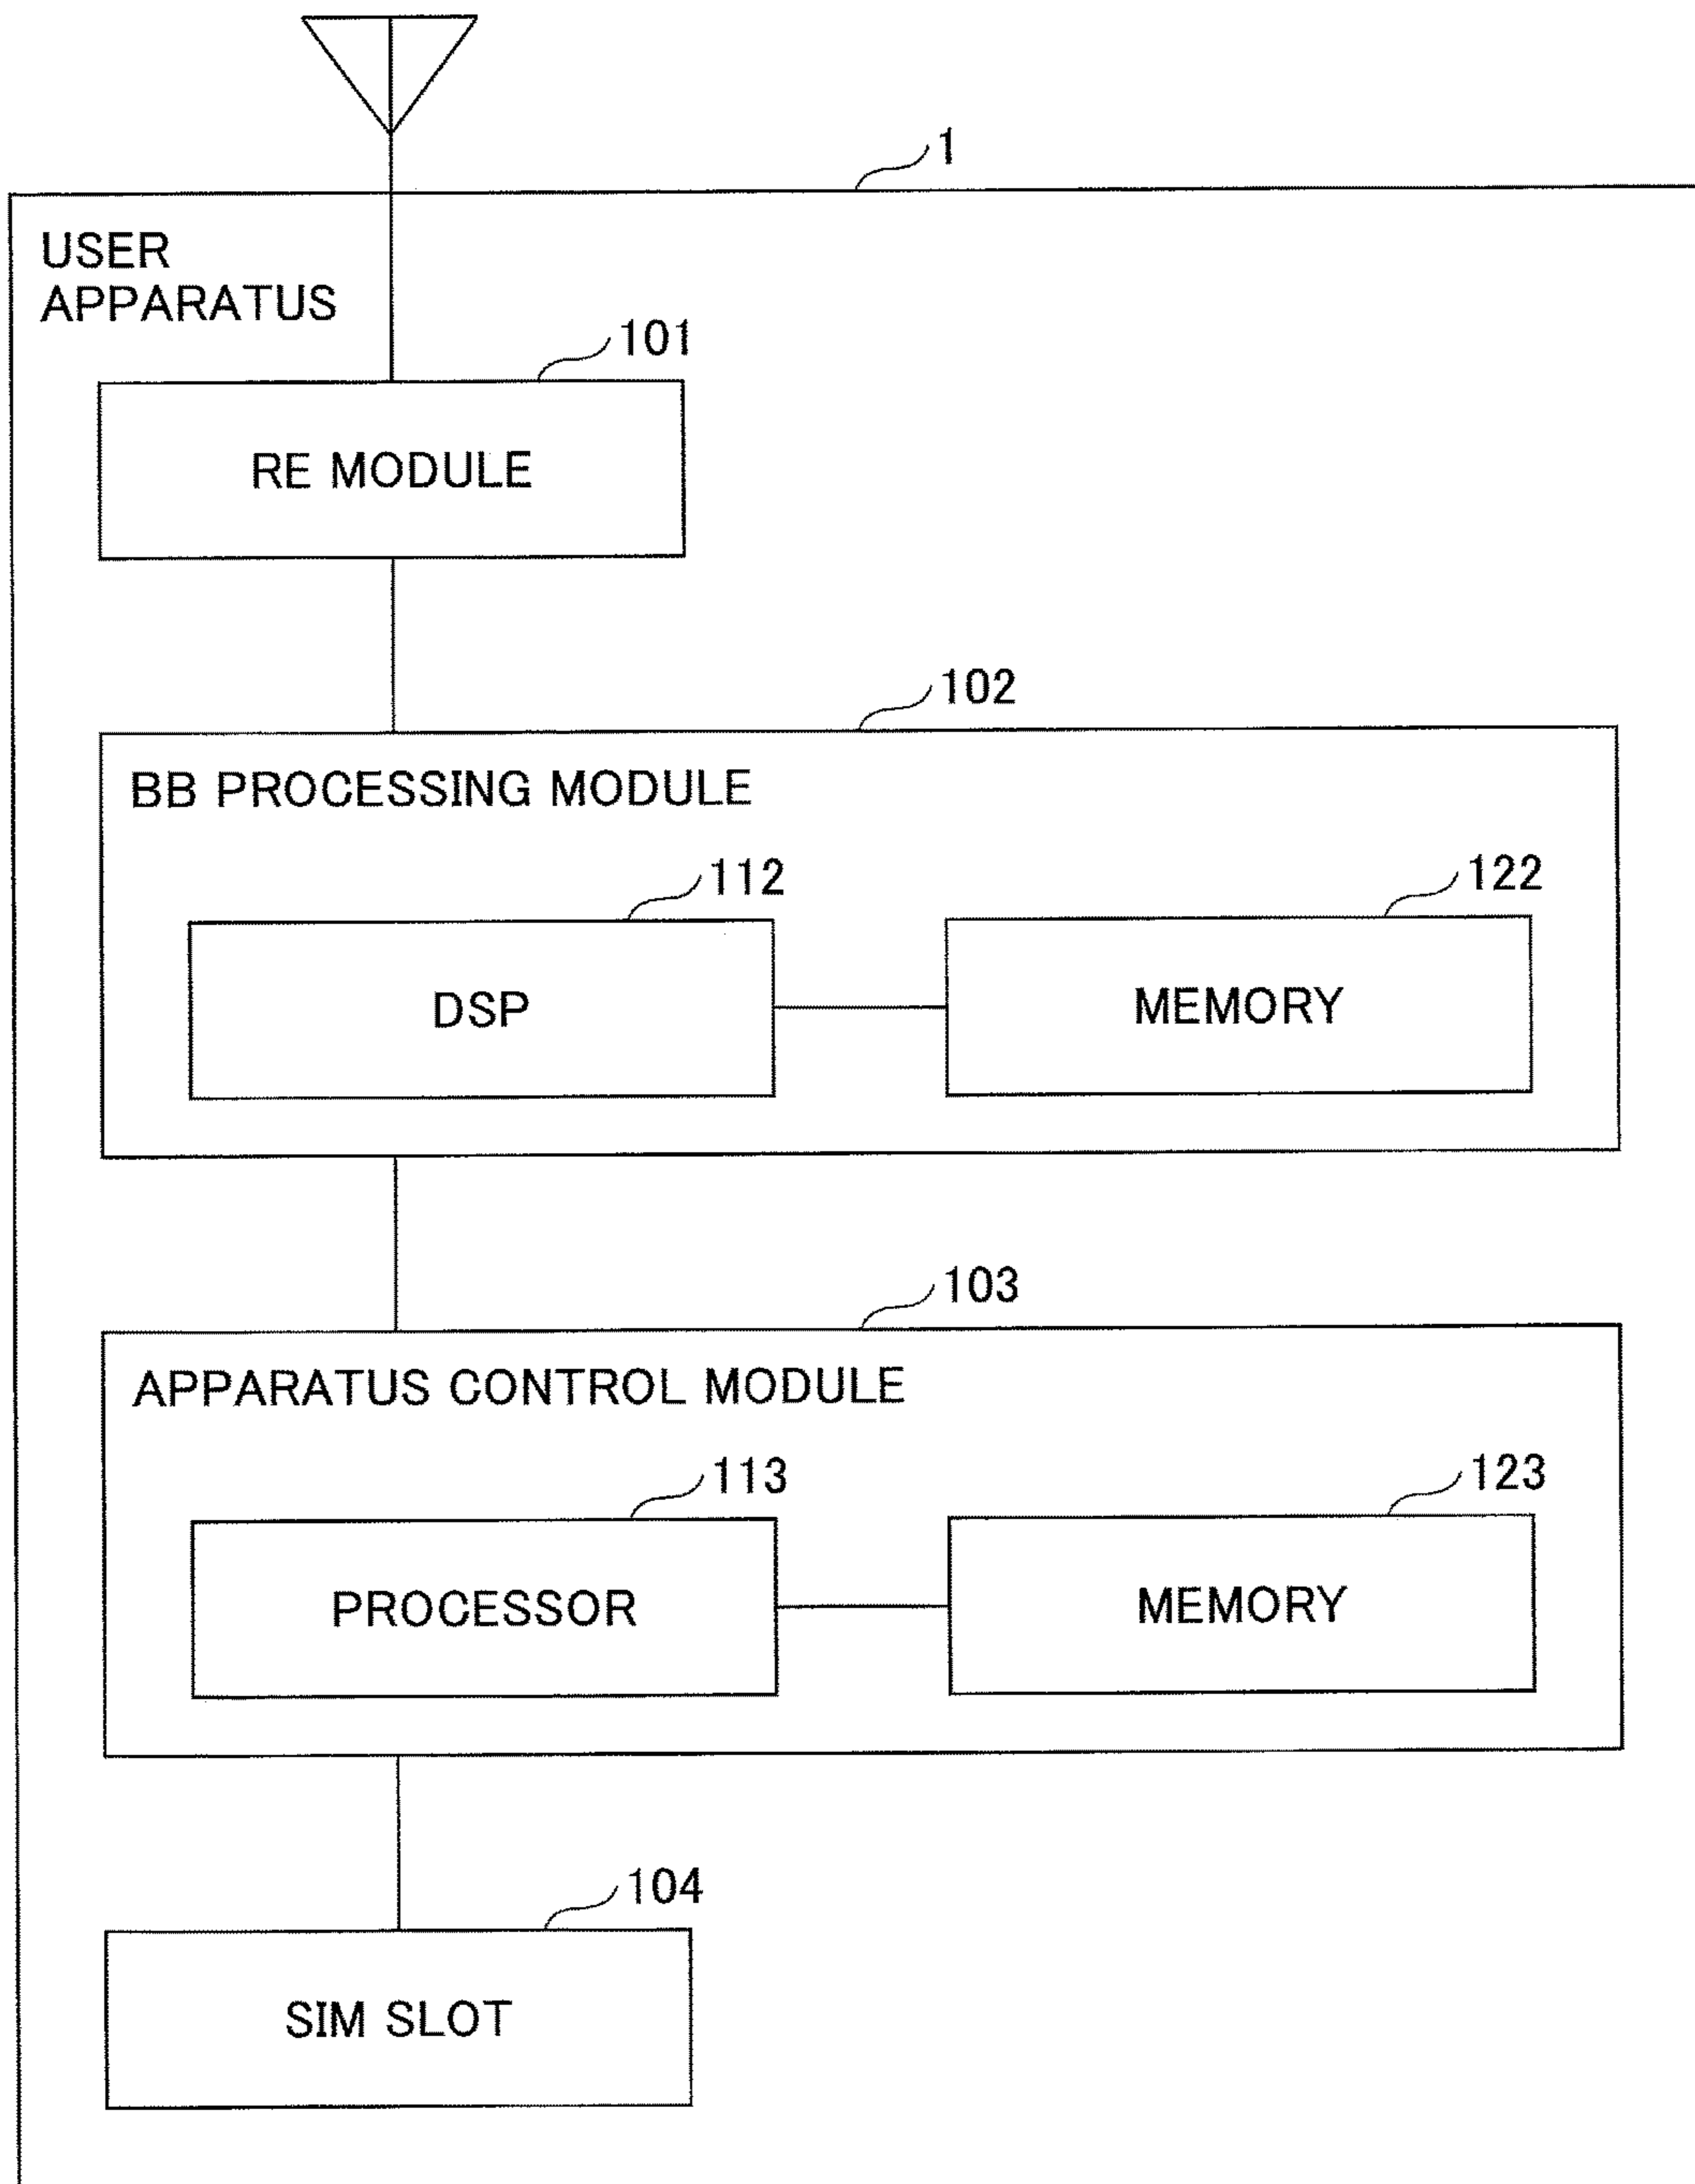 1
USER
APPARATUS
101
RE MODULE
102
BB PROCESSING MODULE
112
122
DSP
MEMORY
103
APPARATUS CONTROL MODULE
113
123
PROCESSOR
MEMORY
104
SIM SLOT